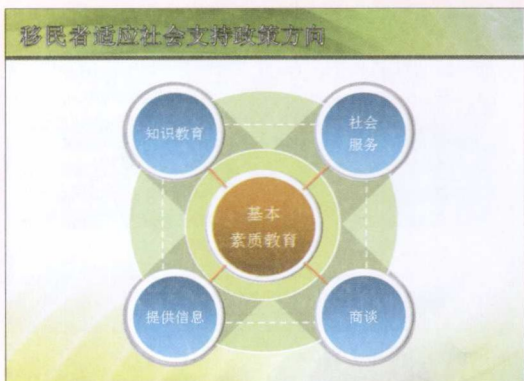 移民者适应社会支持政策方向
知识教育
社会
服务
基本
素质教育
提供信息
商谈